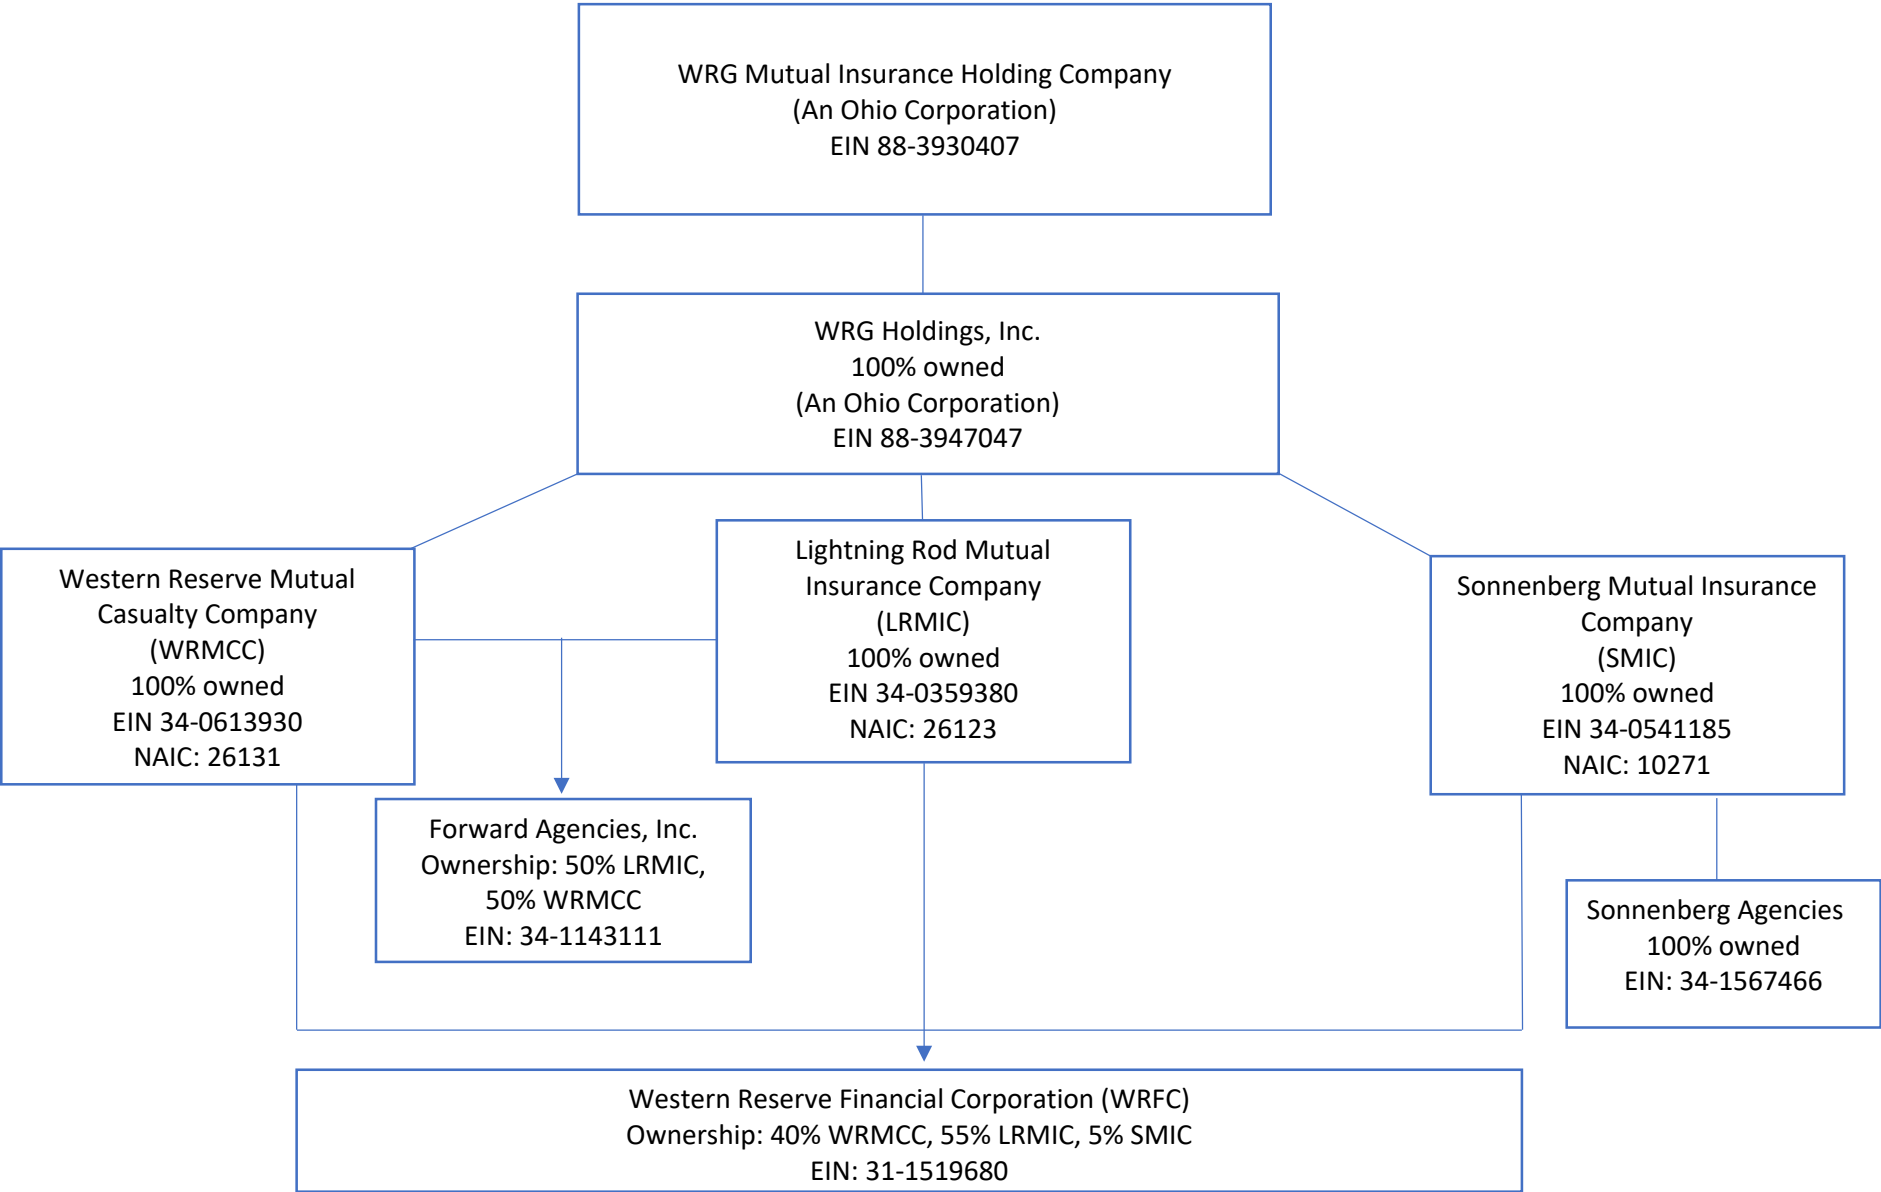 WRG Mutual Insurance Holding Company
(An Ohio Corporation)
EIN 88-3930407
WRG Holdings, Inc.
100% owned
(An Ohio Corporation)
EIN 88-3947047
Western Reserve Mutual
Casualty Company
(WRMCC)
100% owned
EIN 34-0613930
NAIC: 26131
Lightning Rod Mutual
Insurance Company
(LRMIC)
100% owned
EIN 34-0359380
NAIC: 26123
Sonnenberg Mutual Insurance
Company
(SMIC)
100% owned
EIN 34-0541185
NAIC: 10271
Forward Agencies, Inc.
Ownership: 50% LRMIC,
50% WRMCC
EIN: 34-1143111
Sonnenberg Agencies
100% owned
EIN: 34-1567466
Western Reserve Financial Corporation (WRFC)
Ownership: 40% WRMCC, 55% LRMIC, 5% SMIC
EIN: 31-1519680